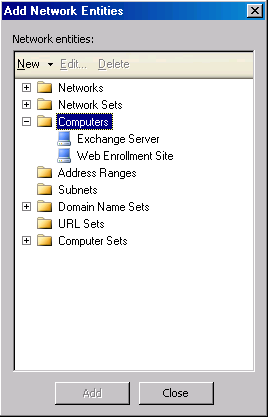 Add Network Entities
Network entities:
New Edit... Delete
Networks
Network Sets
Computers
Exchange Server
Web Enrollment Site
Address Ranges
Subnets
Domain Name Sets
URL Sets
Computer Sets
Add Close